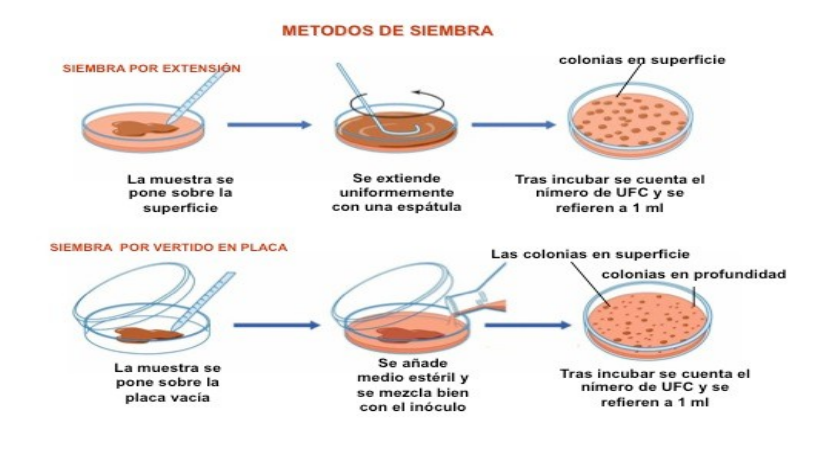 METODOS DE SIEMBRA
SIEMBRA POR EXTENSIÓN
colonias en superficie
La muestra se
pone sobre la
superficie
Se extiende
uniformemente
con una espátula
Tras incubar se cuenta el
nímero de UFC y se
refieren a 1 ml
SIEMBRA POR VERTIDO EN PLACA
Las colonias en superficie
colonias en profundidad
La muestra se
pone sobre la
placa vacía
Se añade
medio estéril y
se mezcla bien
con el inóculo
Tras incubar se cuenta el
nímero de UFC y se
refieren a 1 ml